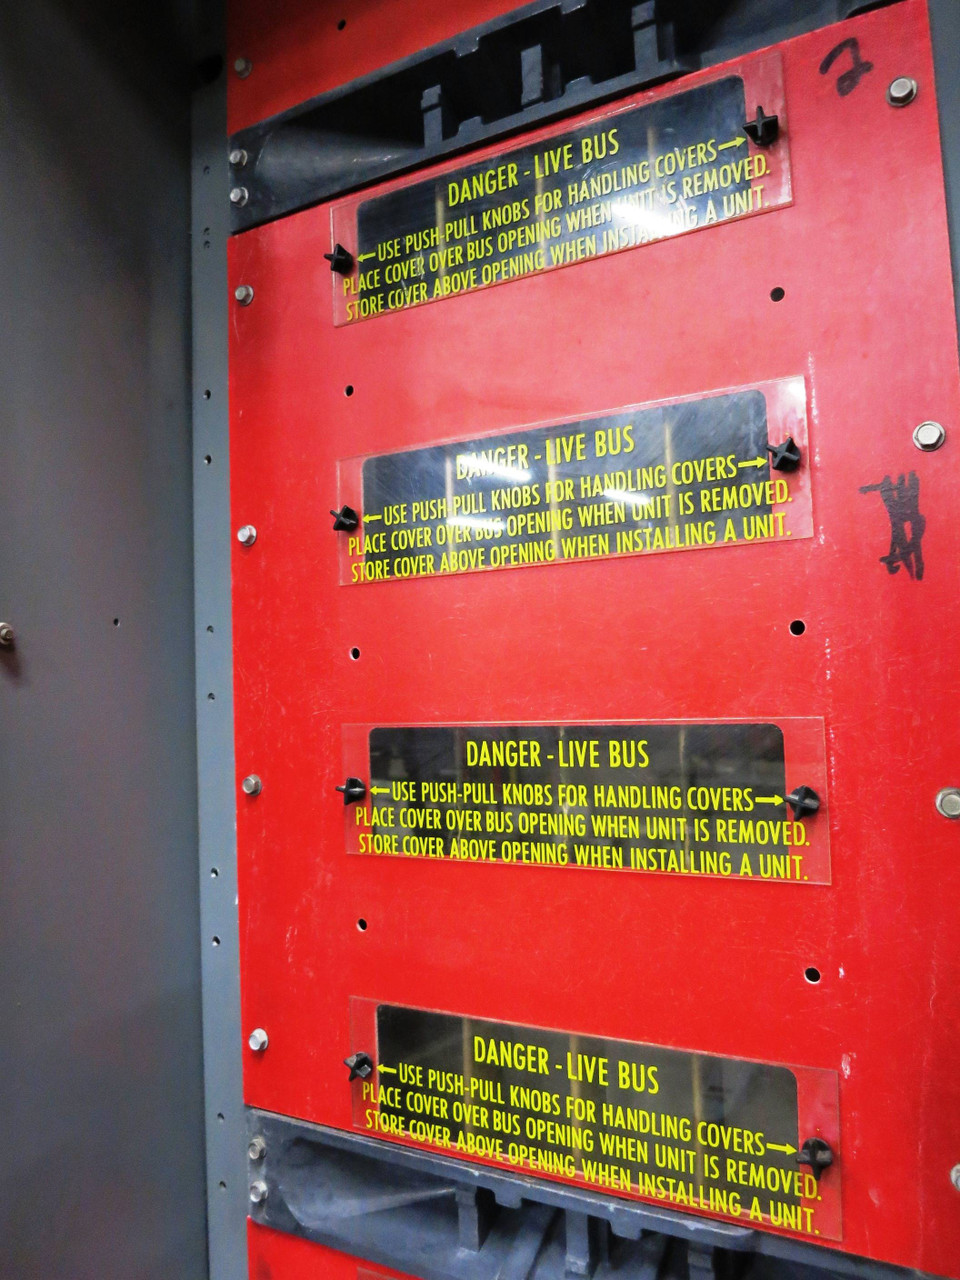 2
DANGER - LIVE BUS
←USE PUSH-PULL KNOBS FOR HANDLING COVERS→
PLACE COVER OVER BUS OPENING WHEN UNIT IS REMOVED.
STORE COVER ABOVE OPENING WHEN INSTALLING A UNIT.
DANGER - LIVE BUS
←USE PUSH-PULL KNOBS FOR HANDLING COVERS→
PLACE COVER OVER BUS OPENING WHEN UNIT IS REMOVED.
STORE COVER ABOVE OPENING WHEN INSTALLING A UNIT.
DANGER - LIVE BUS
←USE PUSH-PULL KNOBS FOR HANDLING COVERS→
PLACE COVER OVER BUS OPENING WHEN UNIT IS REMOVED.
STORE COVER ABOVE OPENING WHEN INSTALLING A UNIT.
DANGER - LIVE BUS
←USE PUSH-PULL KNOBS FOR HANDLING COVERS→
PLACE COVER OVER BUS OPENING WHEN UNIT IS REMOVED.
STORE COVER ABOVE OPENING WHEN INSTALLING A UNIT.